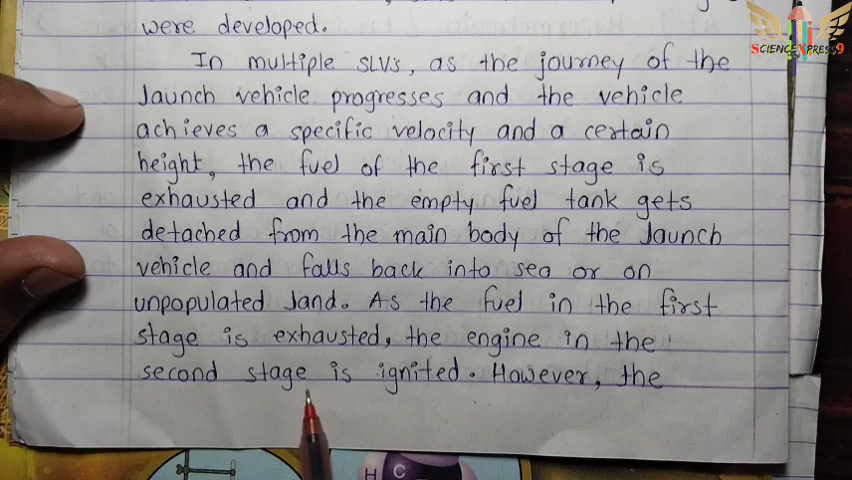 were developed.
SCIENCEXPRESS9
In multiple SLVs, as the journey of the
launch vehicle progresses and the vehicle
achieves a specific velocity and a certain
height, the fuel of the first stage is
exhausted and the empty fuel tank gets
detached from the main body of the launch
vehicle and falls back into sea or on
unpopulated land. As the fuel in the first
stage is exhausted, the engine in the
second stage is ignited. However, the
H C